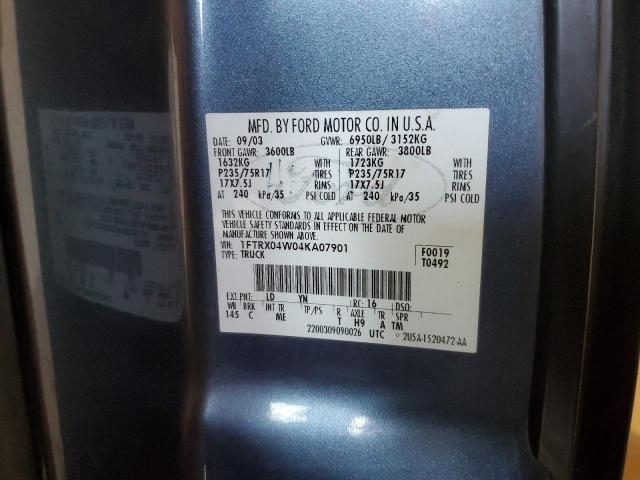 MFD. BY FORD MOTOR CO. IN U.S.A.
DATE: 09/03 GVWR: 6950LB/ 3152KG
FRONT GAWR: 3600LB REAR GAWR: 3800LB
1632KG WITH 1723KG WITH
P235/75R17 TIRES P235/75R17 TIRES
17X7.5J RIMS 17X7.5J RIMS
AT 240 kPa/35 PSI COLD AT 240 kPa/35 PSI COLD
THIS VEHICLE CONFORMS TO ALL APPLICABLE FEDERAL MOTOR
VEHICLE SAFETY STANDARDS IN EFFECT ON THE DATE OF
MANUFACTURE SHOWN ABOVE.
VIN: 1FTRX04W04KA07901 F0019
TYPE: TRUCK T0492
EXT PNT: LD YN RC: 16 DSO:
WB BRK INT TR TP/PS R AXLE TR SPR
145 C ME T H9 A TM
2200309090026 UTC 2U5A-1520472-AA